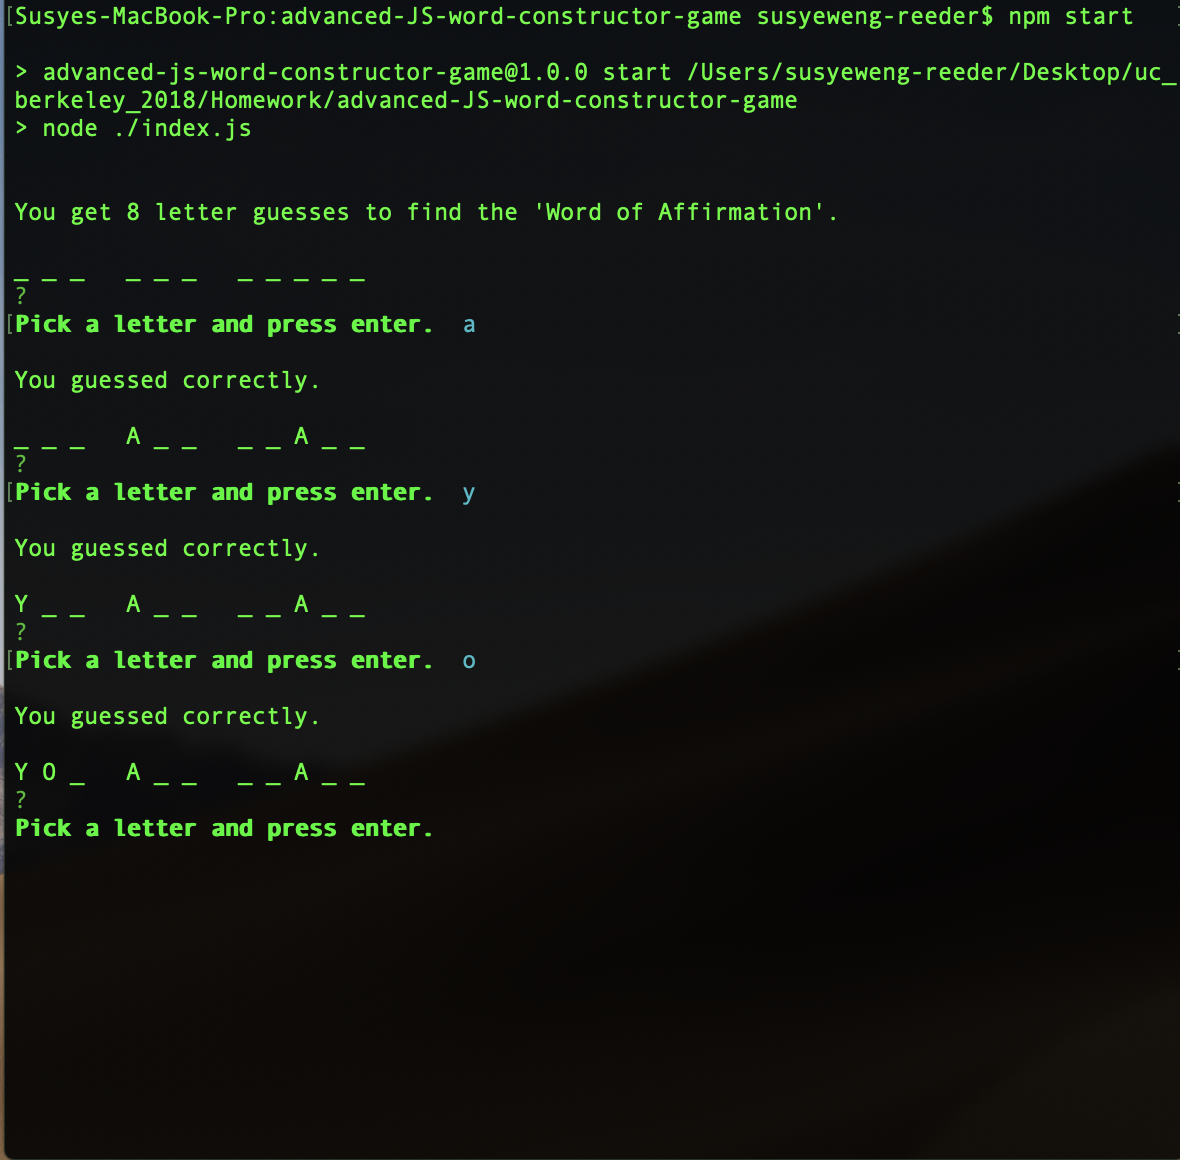 [Susyes-MacBook-Pro:advanced-JS-word-constructor-game susyeweng-reeder$ npm start
> advanced-js-word-constructor-game@1.0.0 start /Users/susyeweng-reeder/Desktop/uc_
berkeley_2018/Homework/advanced-JS-word-constructor-game
> node ./index.js
You get 8 letter guesses to find the 'Word of Affirmation'.
_ _ _   _ _ _   _ _ _ _ _
?
[Pick a letter and press enter.  a
You guessed correctly.
_ _ _   A _ _   _ _ A _ _
?
[Pick a letter and press enter.  y
You guessed correctly.
Y _ _   A _ _   _ _ A _ _
?
[Pick a letter and press enter.  o
You guessed correctly.
Y O _   A _ _   _ _ A _ _
?
Pick a letter and press enter.